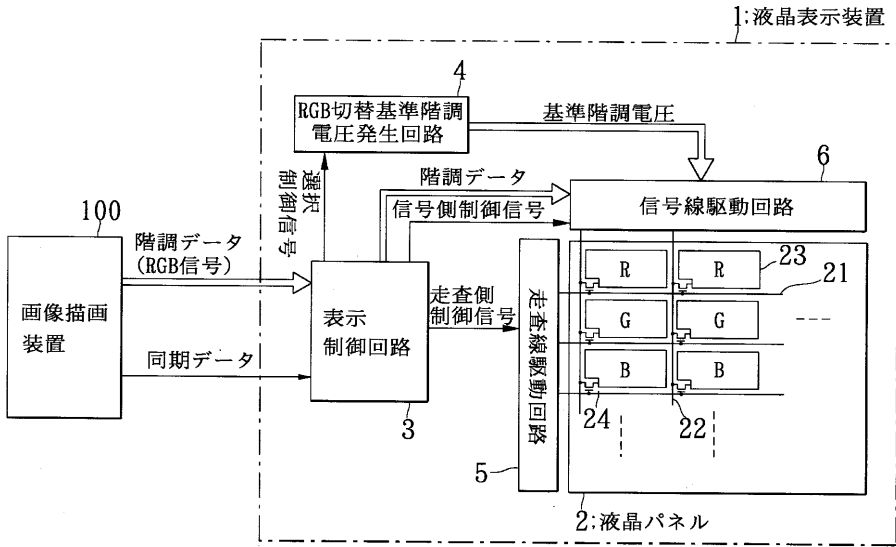 1;液晶表示装置
4
RGB切替基準階調
電圧発生回路
基準階調電圧
6
選択
制御信号
階調データ
信号側制御信号
信号線駆動回路
100
階調データ
(RGB信号)
画像描画
装置
同期データ
表示
制御回路
3
走査側
制御信号
走査線駆動回路
5
R
R
23
21
G
G
B
B
24
22
2;液晶パネル